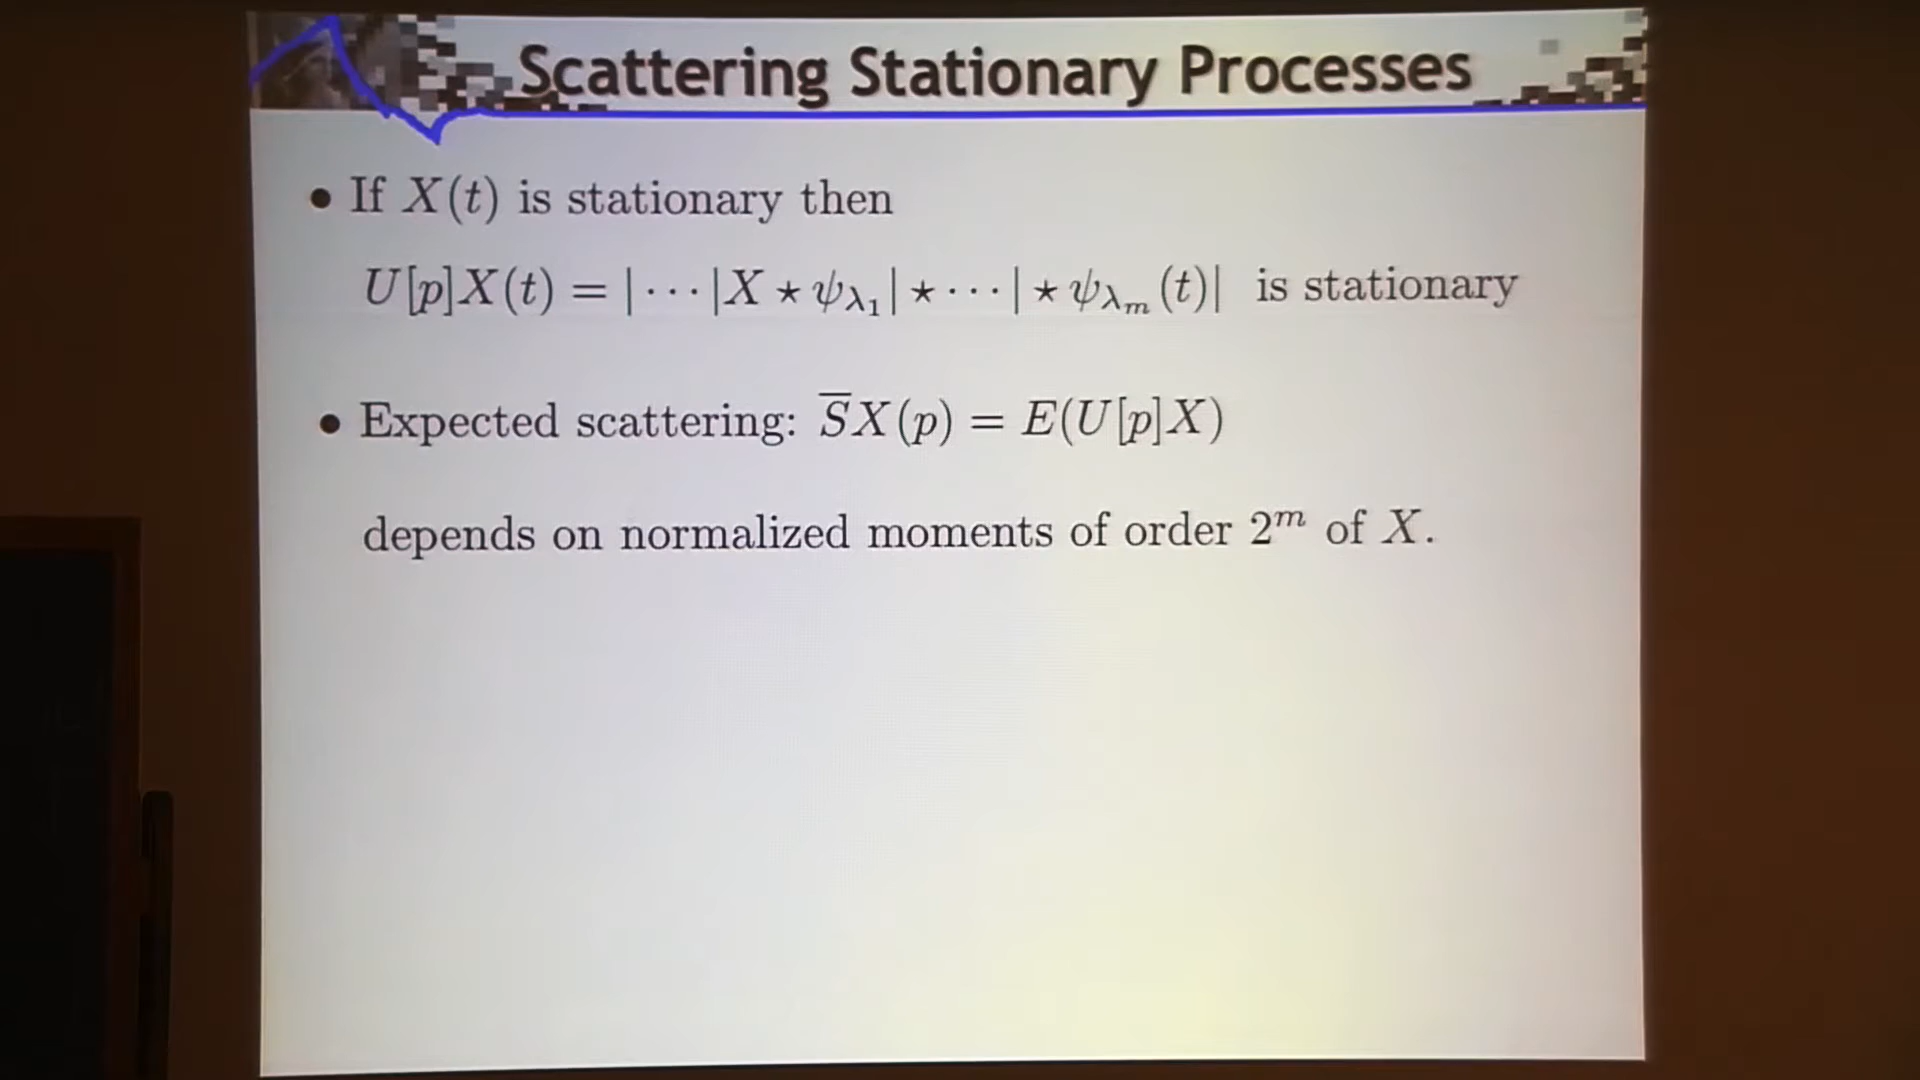 Scattering Stationary Processes
• If X(t) is stationary then
U[p]X(t) = | ⋯ |X ⋆ ψ_{λ_1}| ⋆ ⋯ | ⋆ ψ_{λ_m}(t)| is stationary
• Expected scattering: S̅X(p) = E(U[p]X)
depends on normalized moments of order 2^m of X.